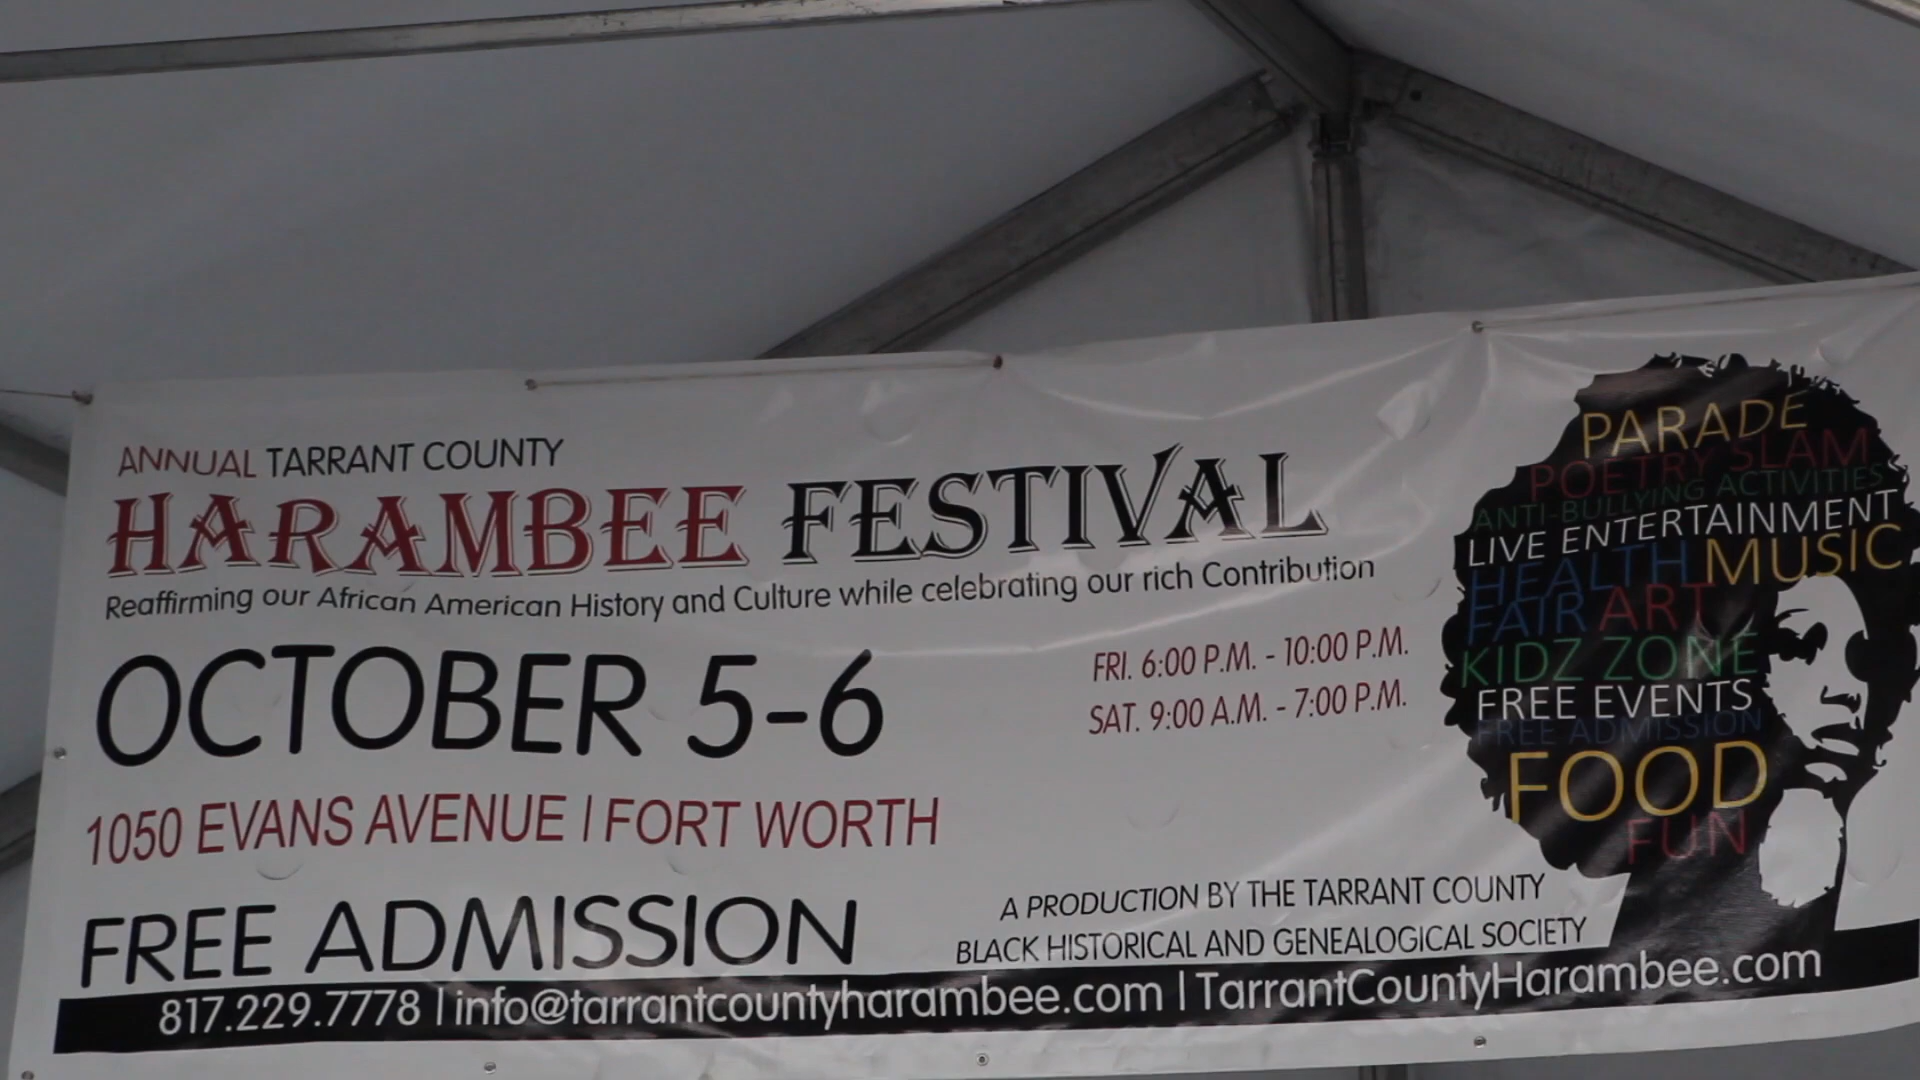 ANNUAL TARRANT COUNTY
HARAMBEE FESTIVAL
Reaffirming our African American History and Culture while celebrating our rich Contribution
OCTOBER 5-6
FRI. 6:00 P.M. - 10:00 P.M.
SAT. 9:00 A.M. - 7:00 P.M.
1050 EVANS AVENUE | FORT WORTH
FREE ADMISSION
A PRODUCTION BY THE TARRANT COUNTY
BLACK HISTORICAL AND GENEALOGICAL SOCIETY
817.229.7778 | info@tarrantcountyharambee.com | TarrantCountyHarambee.com
PARADE
POETRY SLAM
ANTI-BULLYING ACTIVITIES
LIVE ENTERTAINMENT
HEALTH MUSIC
FAIR ART
KIDZ ZONE
FREE EVENTS
FREE ADMISSION
FOOD
FUN